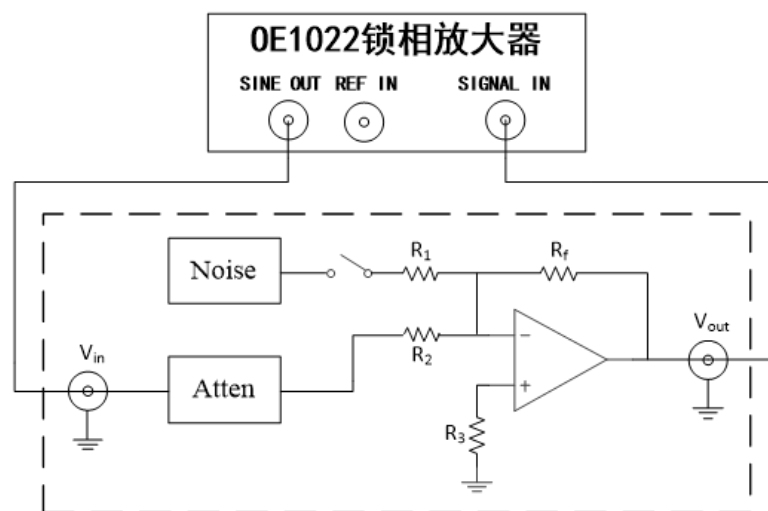 OE1022锁相放大器
SINE OUT REF IN SIGNAL IN
Noise
R1
Rf
Vin
Atten
R2
Vout
R3